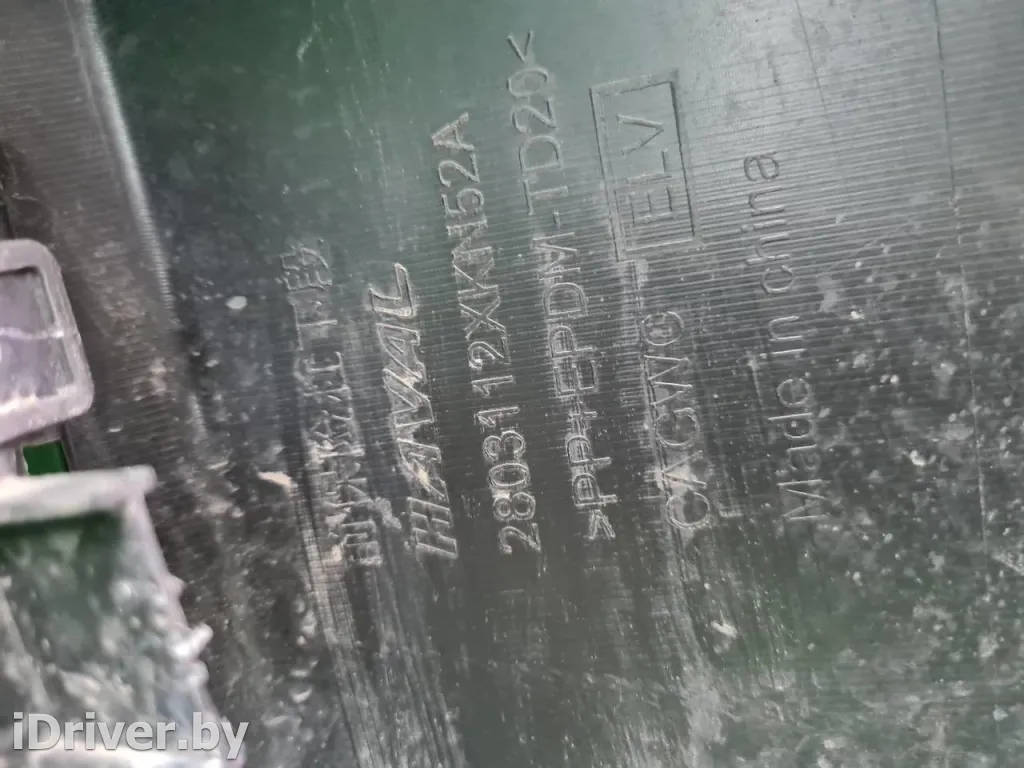 HAVAL
2803112XKN52A
>PP+EPDM-TD20<
ELV
Made in china
iDriver.by